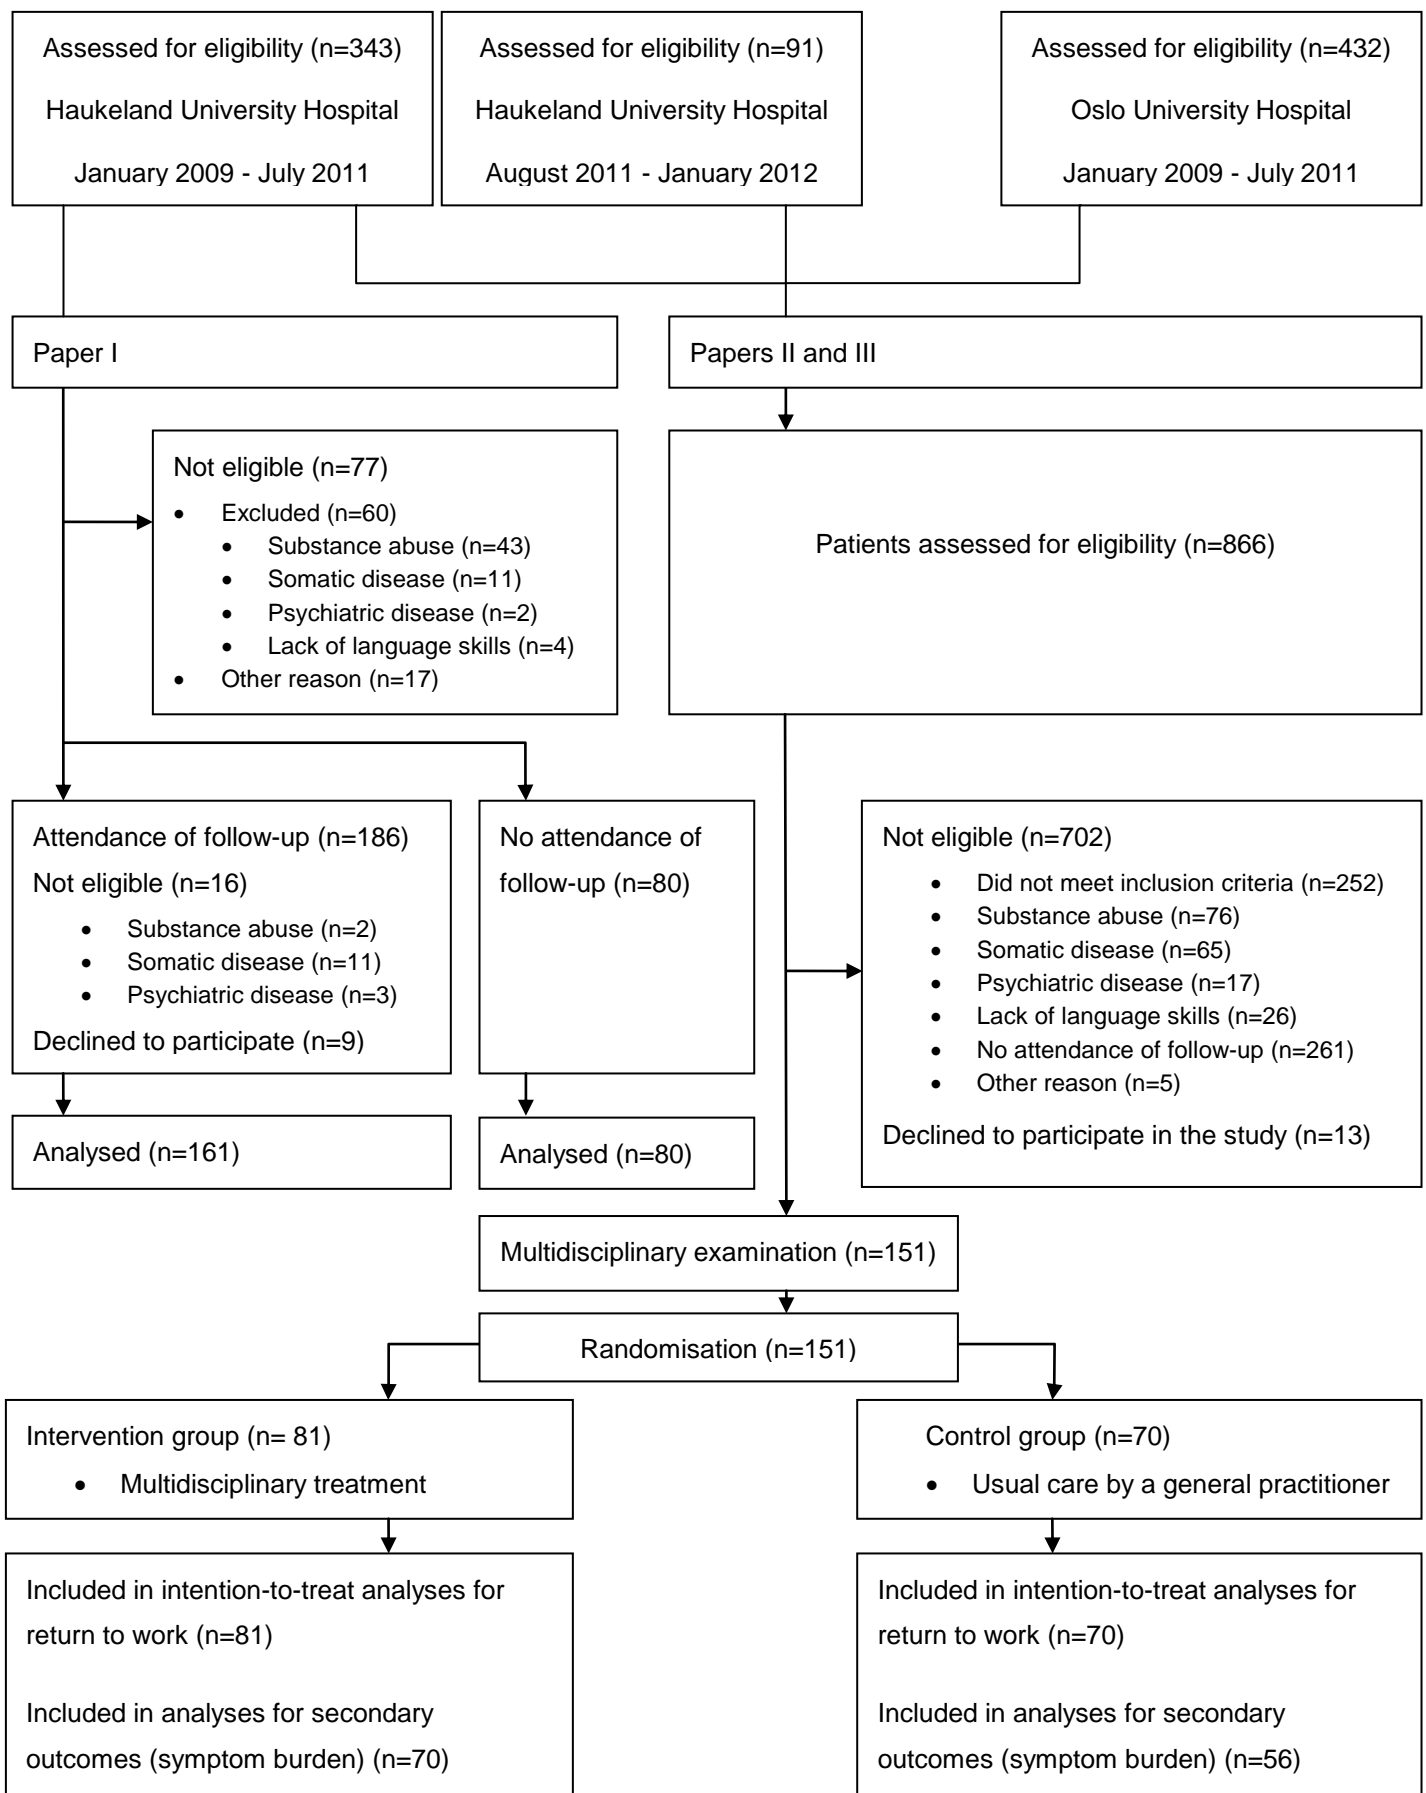 Assessed for eligibility (n=343)
Haukeland University Hospital
January 2009 - July 2011
Assessed for eligibility (n=91)
Haukeland University Hospital
August 2011 - January 2012
Assessed for eligibility (n=432)
Oslo University Hospital
January 2009 - July 2011
Paper I
Papers II and III
Not eligible (n=77)
• Excluded (n=60)
• Substance abuse (n=43)
• Somatic disease (n=11)
• Psychiatric disease (n=2)
• Lack of language skills (n=4)
• Other reason (n=17)
Patients assessed for eligibility (n=866)
Attendance of follow-up (n=186)
Not eligible (n=16)
• Substance abuse (n=2)
• Somatic disease (n=11)
• Psychiatric disease (n=3)
Declined to participate (n=9)
No attendance of
follow-up (n=80)
Not eligible (n=702)
• Did not meet inclusion criteria (n=252)
• Substance abuse (n=76)
• Somatic disease (n=65)
• Psychiatric disease (n=17)
• Lack of language skills (n=26)
• No attendance of follow-up (n=261)
• Other reason (n=5)
Declined to participate in the study (n=13)
Analysed (n=161)
Analysed (n=80)
Multidisciplinary examination (n=151)
Randomisation (n=151)
Intervention group (n= 81)
• Multidisciplinary treatment
Control group (n=70)
• Usual care by a general practitioner
Included in intention-to-treat analyses for
return to work (n=81)
Included in analyses for secondary
outcomes (symptom burden) (n=70)
Included in intention-to-treat analyses for
return to work (n=70)
Included in analyses for secondary
outcomes (symptom burden) (n=56)